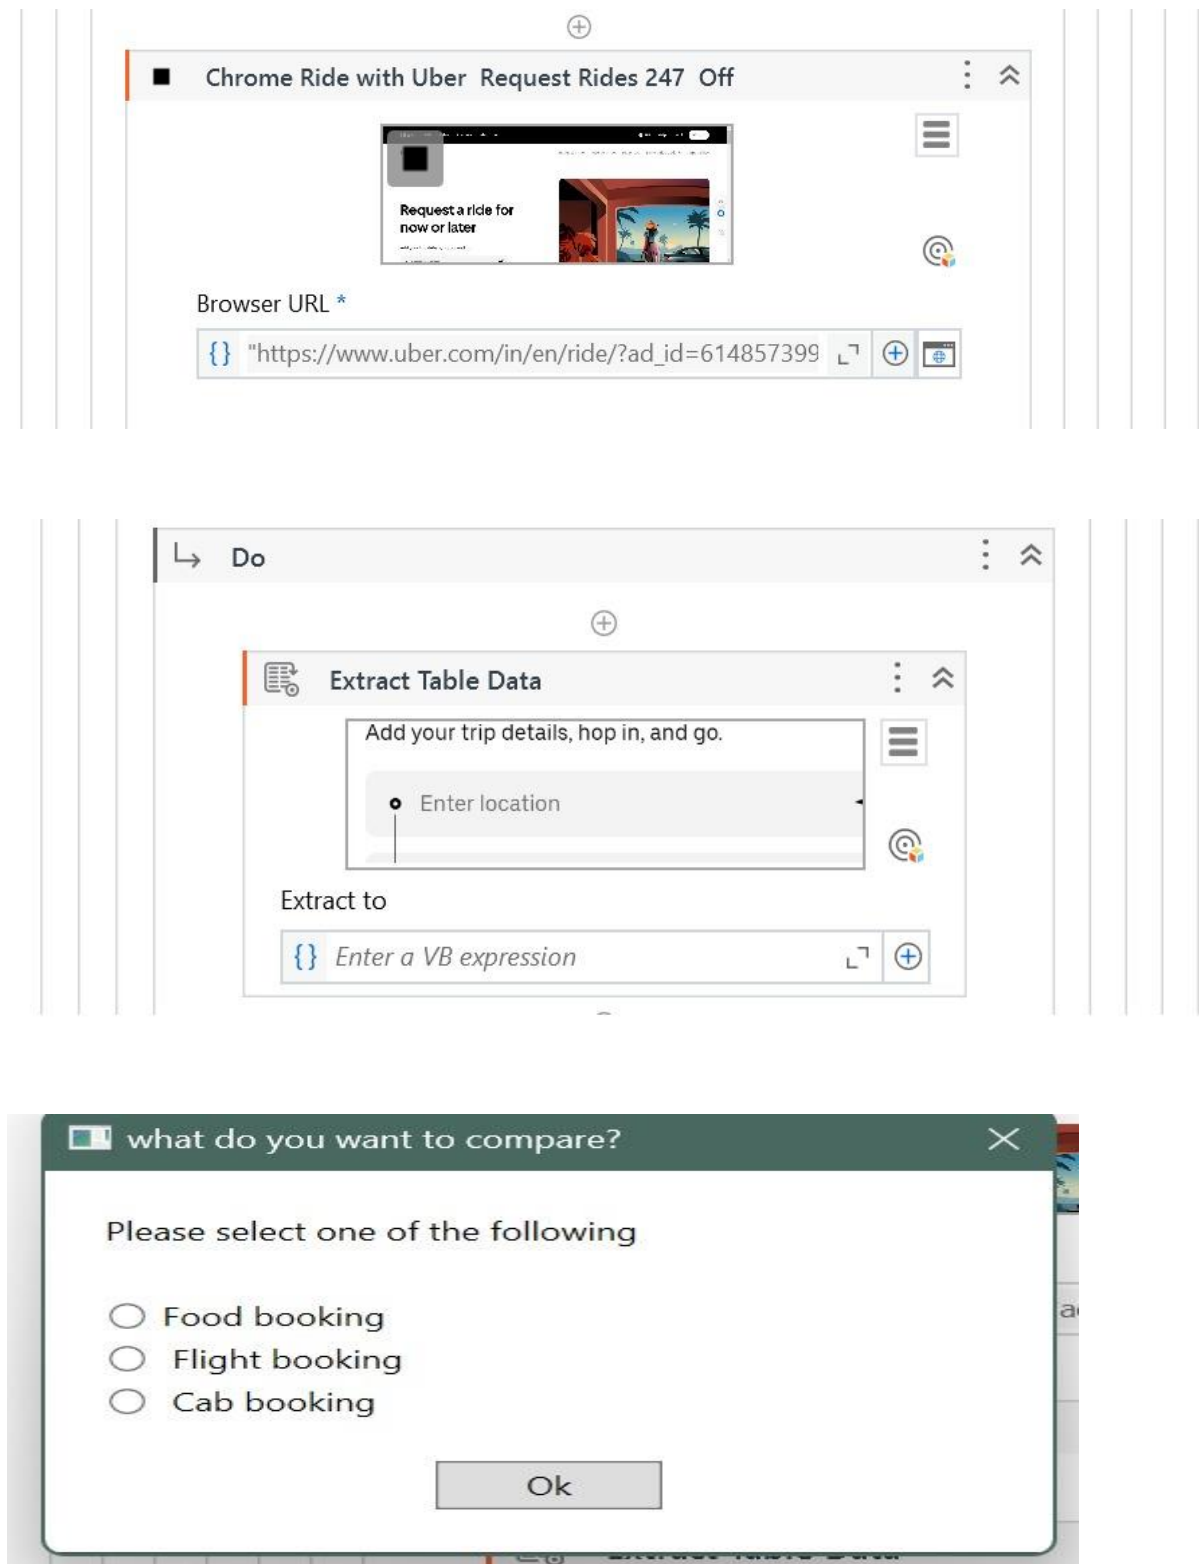 Chrome Ride with Uber Request Rides 247 Off
Request a ride for
now or later
Browser URL *
{} "https://www.uber.com/in/en/ride/?ad_id=614857399
Do
Extract Table Data
Add your trip details, hop in, and go.
Enter location
Extract to
{} Enter a VB expression
what do you want to compare?
Please select one of the following
Food booking
Flight booking
Cab booking
Ok